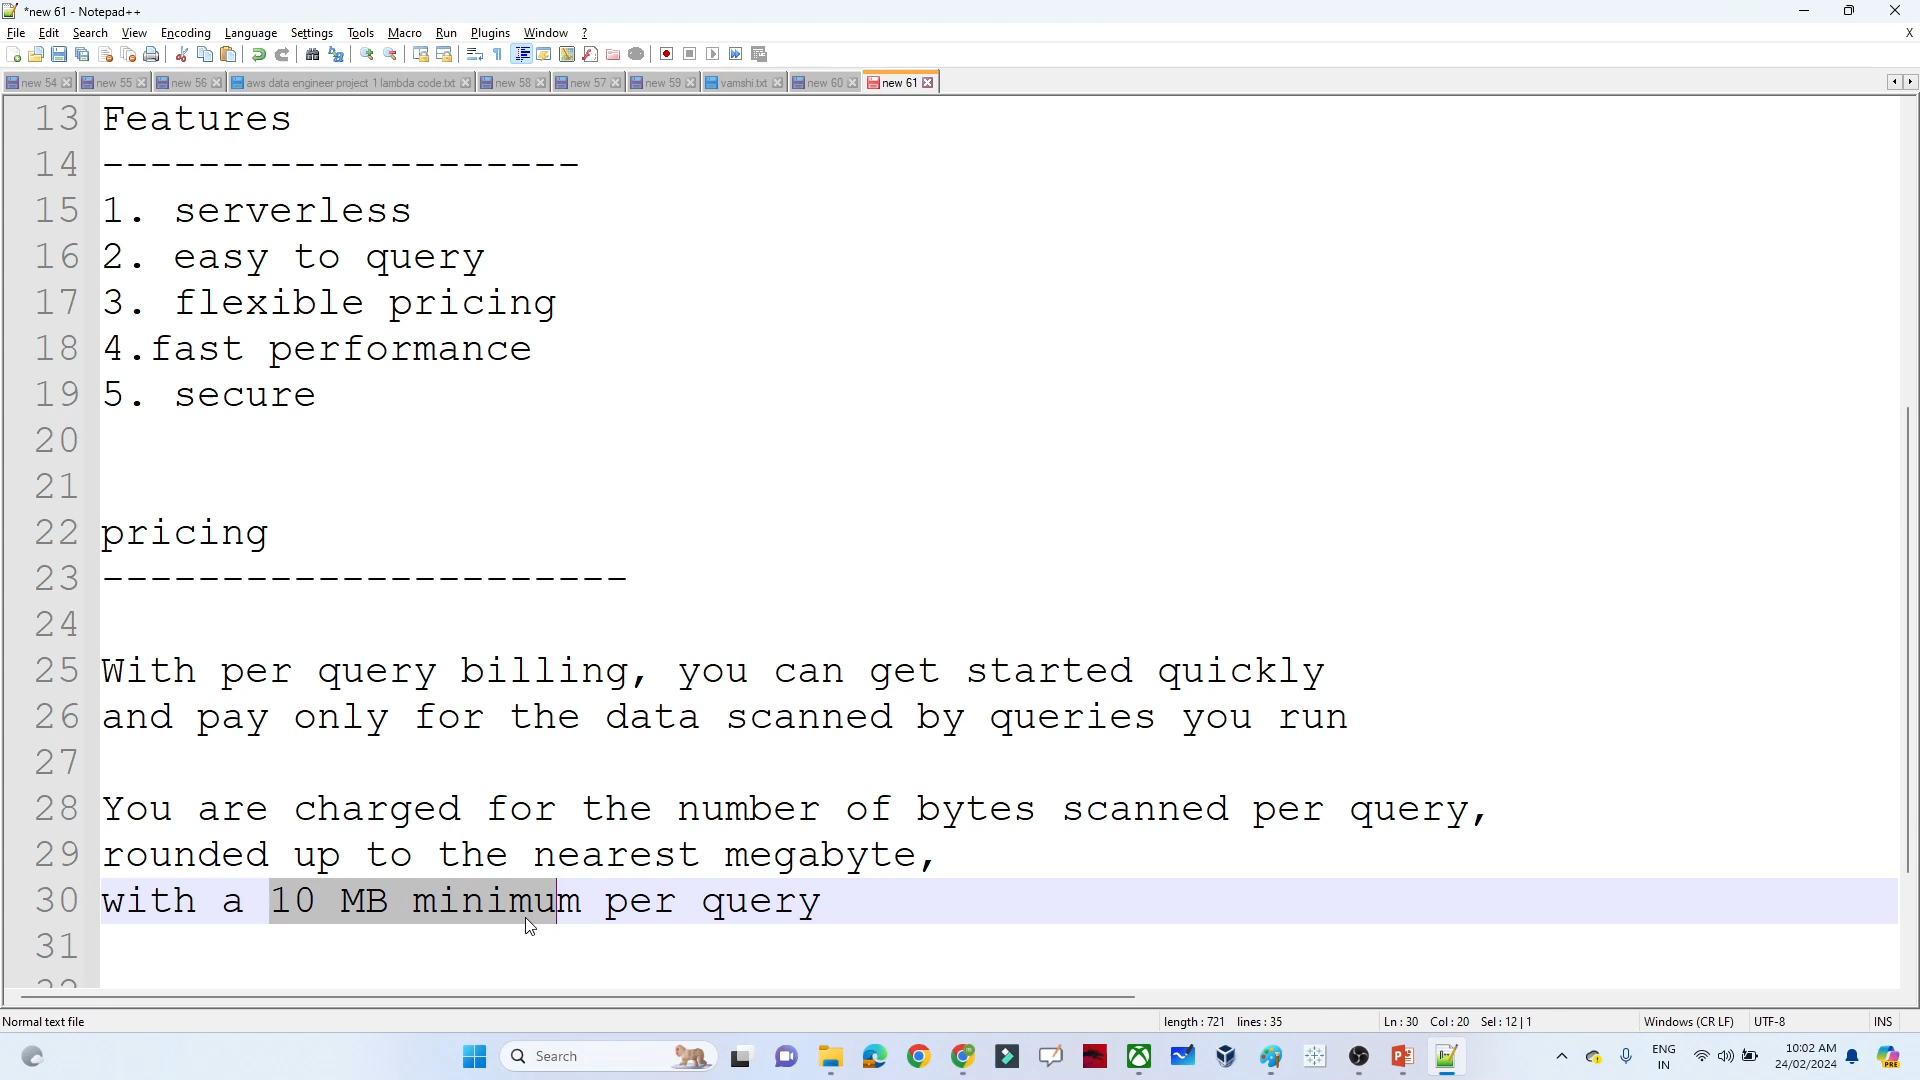 *new 61 - Notepad++
File Edit Search View Encoding Language Settings Tools Macro Run Plugins Window ? X
new 54 new 55 new 56 aws data engineer project 1 lambda code.txt new 58 new 57 new 59 vamshi.txt new 60 new 61
13 Features
14 --------------------
15 1. serverless
16 2. easy to query
17 3. flexible pricing
18 4.fast performance
19 5. secure
20
21
22 pricing
23 ----------------------
24
25 With per query billing, you can get started quickly
26 and pay only for the data scanned by queries you run
27
28 You are charged for the number of bytes scanned per query,
29 rounded up to the nearest megabyte,
30 with a 10 MB minimum per query
31
Normal text file length : 721 lines : 35 Ln : 30 Col : 20 Sel : 12 | 1 Windows (CR LF) UTF-8 INS
Search ENG 10:02 AM
IN 24/02/2024